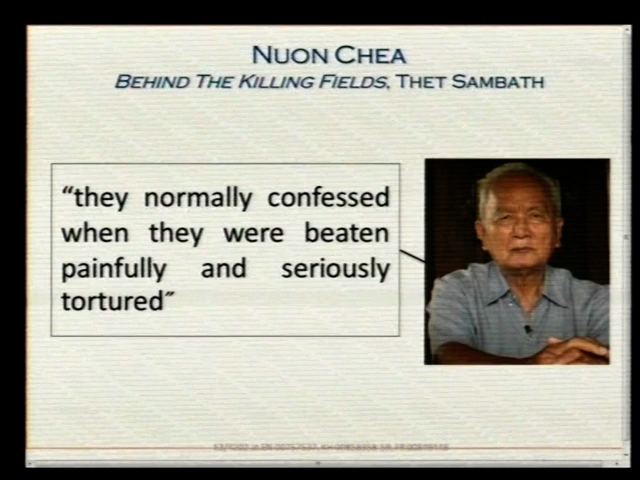 NUON CHEA
BEHIND THE KILLING FIELDS, THET SAMBATH
“they normally confessed
when they were beaten
painfully and seriously
tortured”